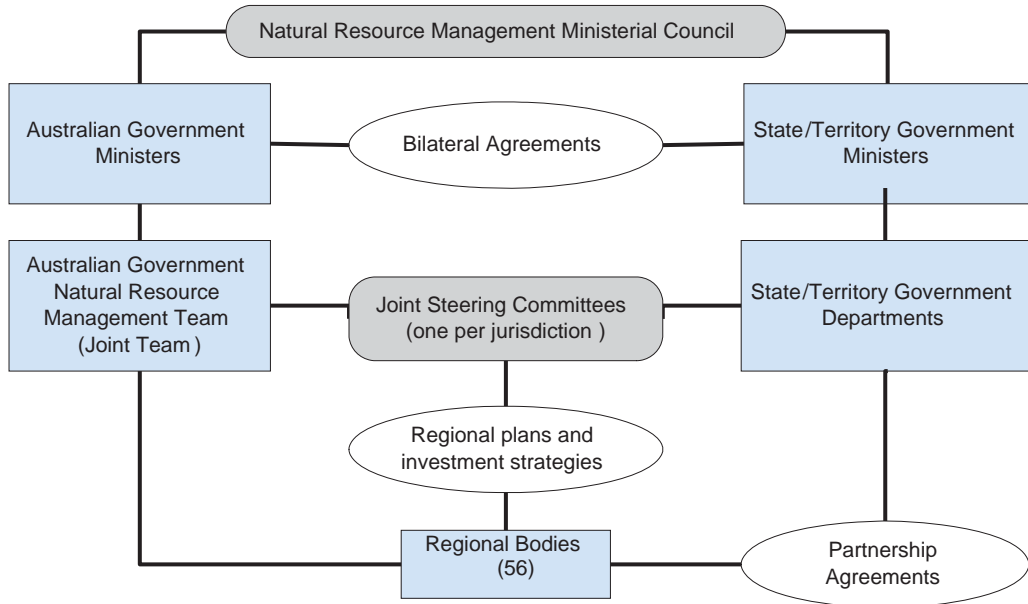 Natural Resource Management Ministerial Council
Australian Government
Ministers
Bilateral Agreements
State/Territory Government
Ministers
Australian Government
Natural Resource
Management Team
(Joint Team )
Joint Steering Committees
(one per jurisdiction )
State/Territory Government
Departments
Regional plans and
investment strategies
Regional Bodies
(56)
Partnership
Agreements